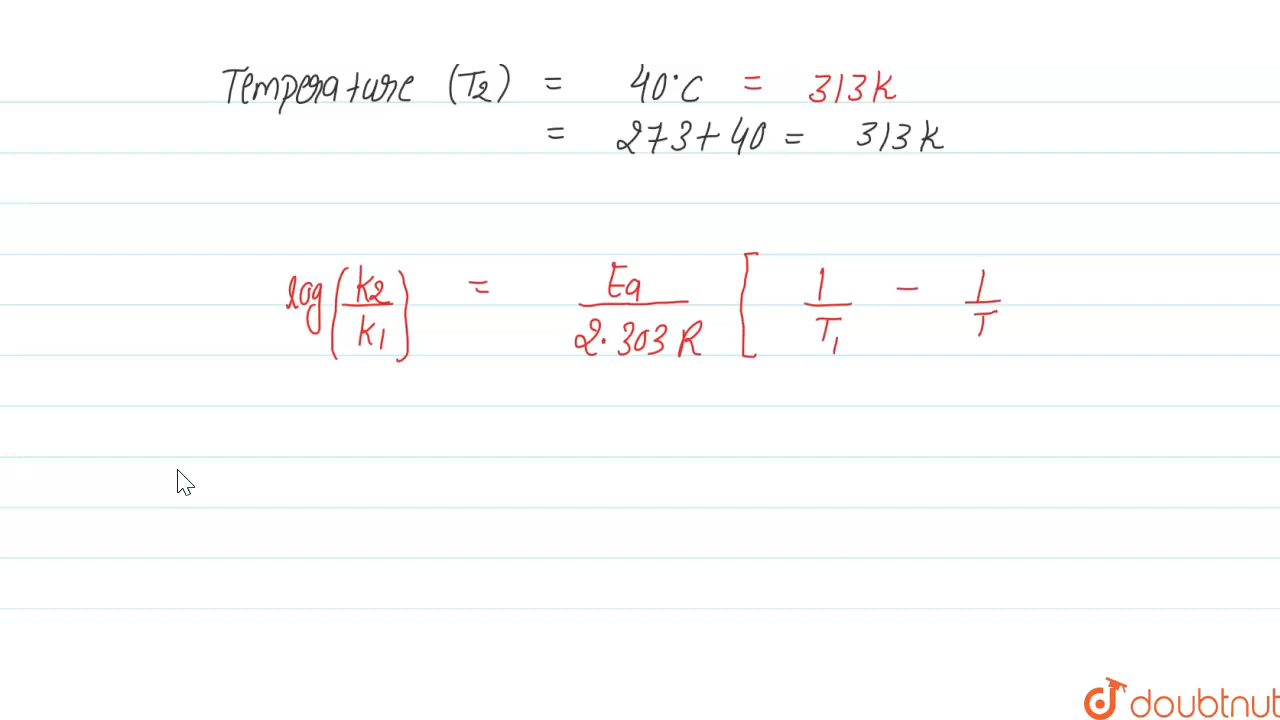 Temperature (T2) = 40°C = 313K
= 273+40 = 313K
log(K2/K1) = Ea/2.303R [ 1/T1 - 1/T
doubtnut